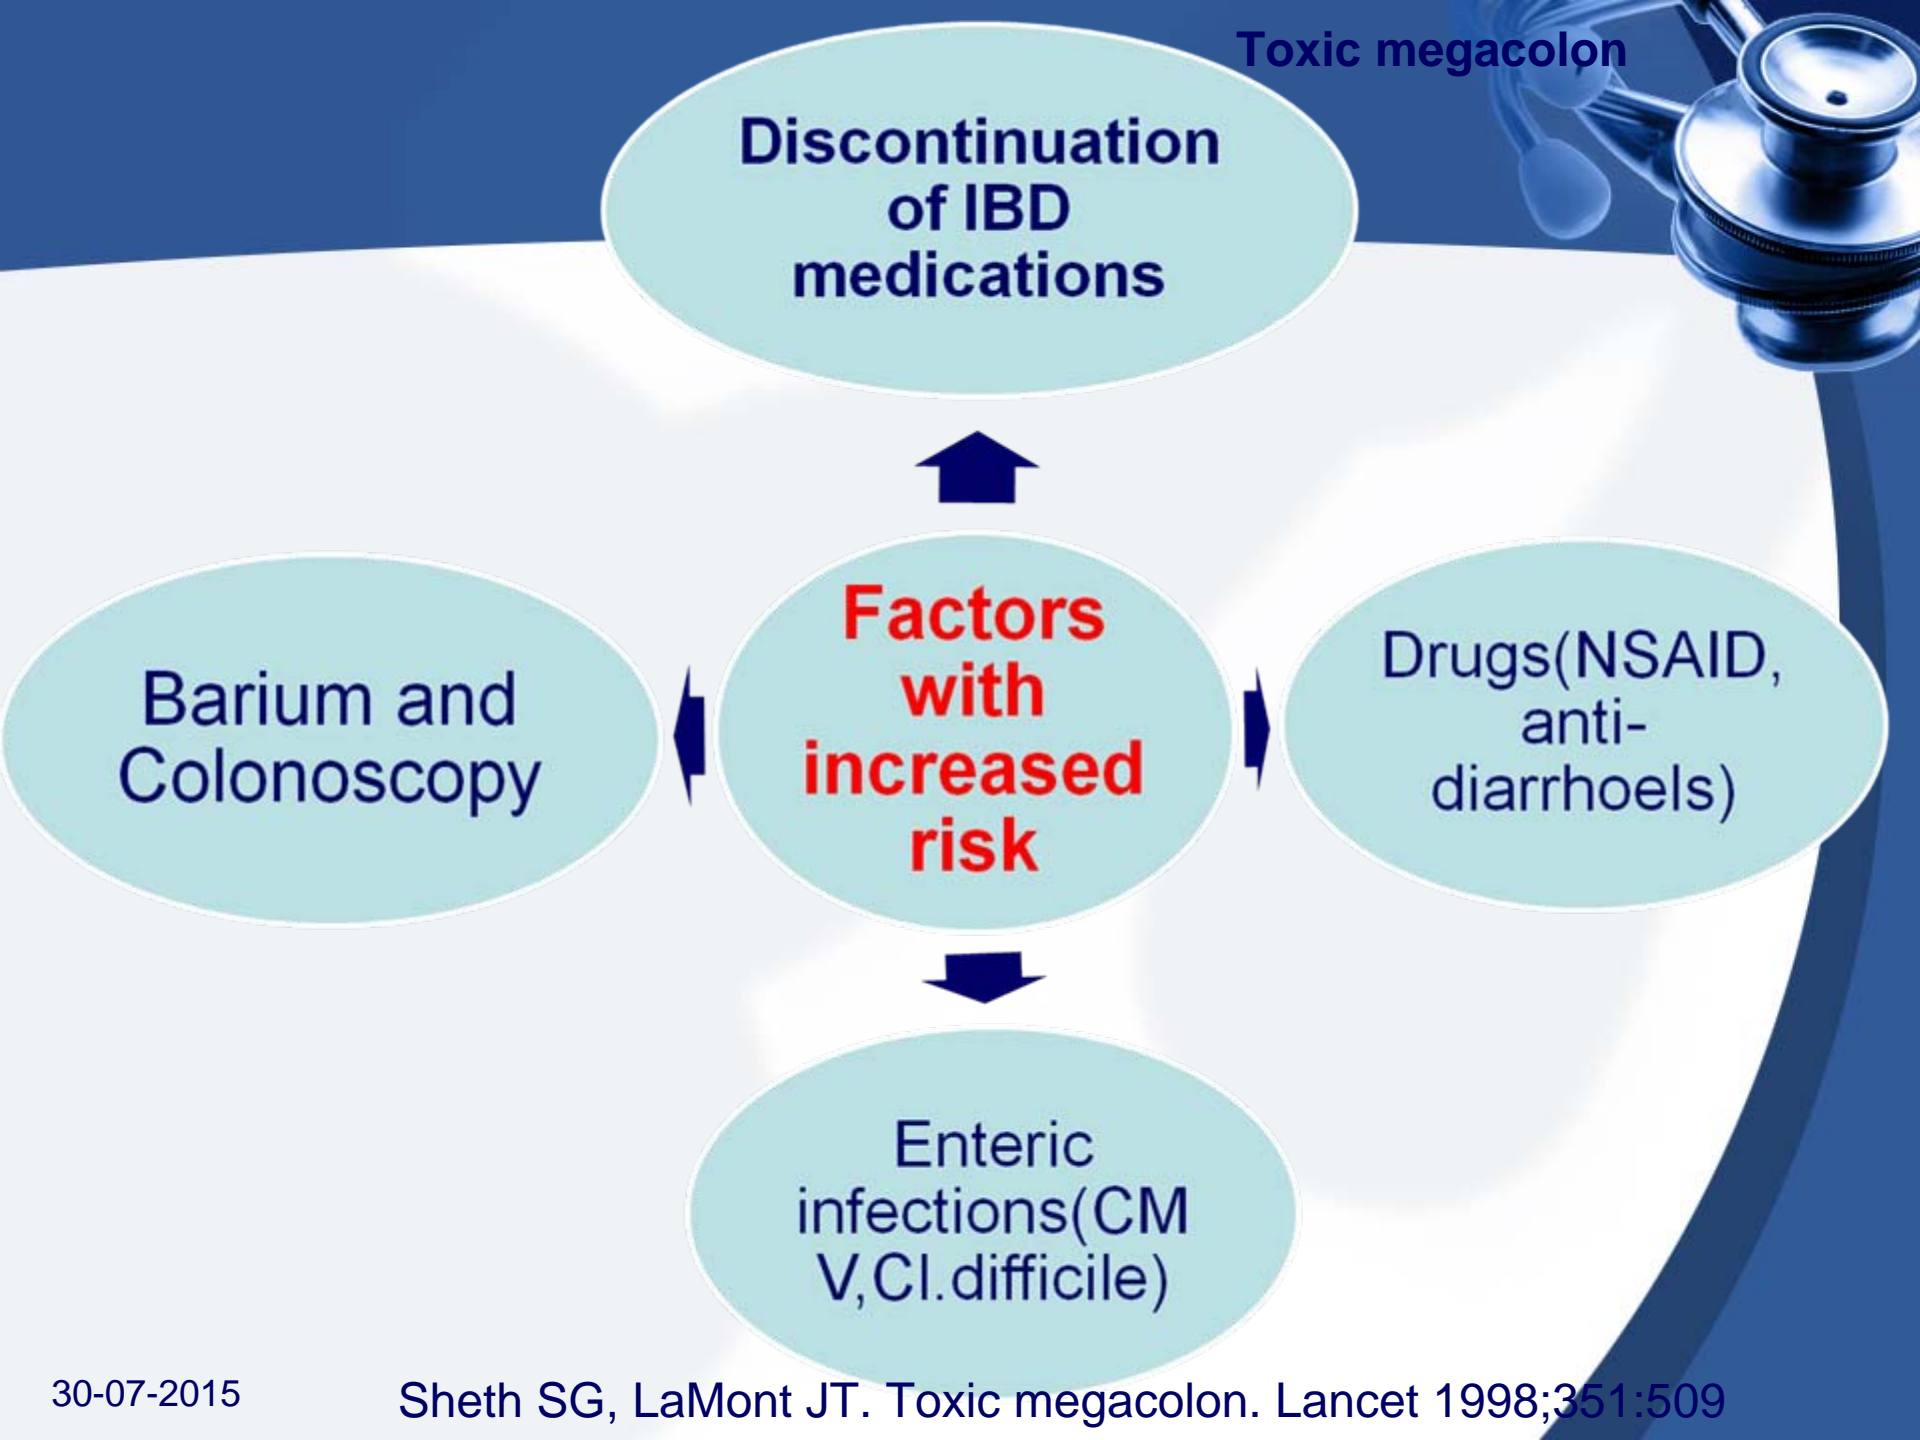 Toxic megacolon
Discontinuation
of IBD
medications
Factors
with
increased
risk
Barium and
Colonoscopy
Drugs(NSAID,
anti-
diarrhoels)
Enteric
infections(CM
V,Cl.difficile)
30-07-2015
Sheth SG, LaMont JT. Toxic megacolon. Lancet 1998;351:509